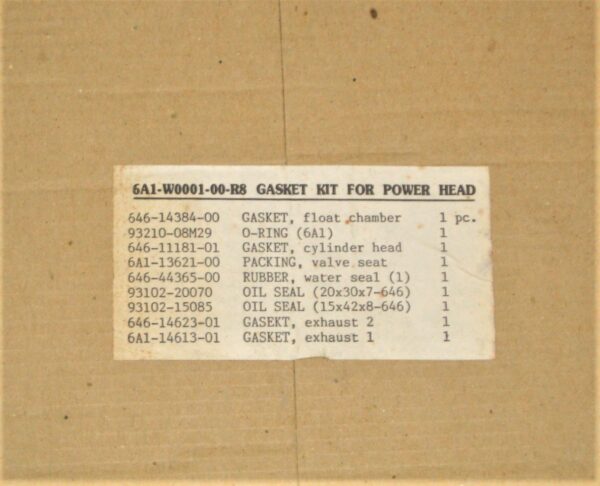 6A1-W0001-00-R8 GASKET KIT FOR POWER HEAD
646-14384-00 GASKET, float chamber 1 pc.
93210-08M29 O-RING (6A1) 1
646-11181-01 GASKET, cylinder head 1
6A1-13621-00 PACKING, valve seat 1
646-44365-00 RUBBER, water seal (1) 1
93102-20070 OIL SEAL (20x30x7-646) 1
93102-15085 OIL SEAL (15x42x8-646) 1
646-14623-01 GASEKT, exhaust 2 1
6A1-14613-01 GASKET, exhaust 1 1